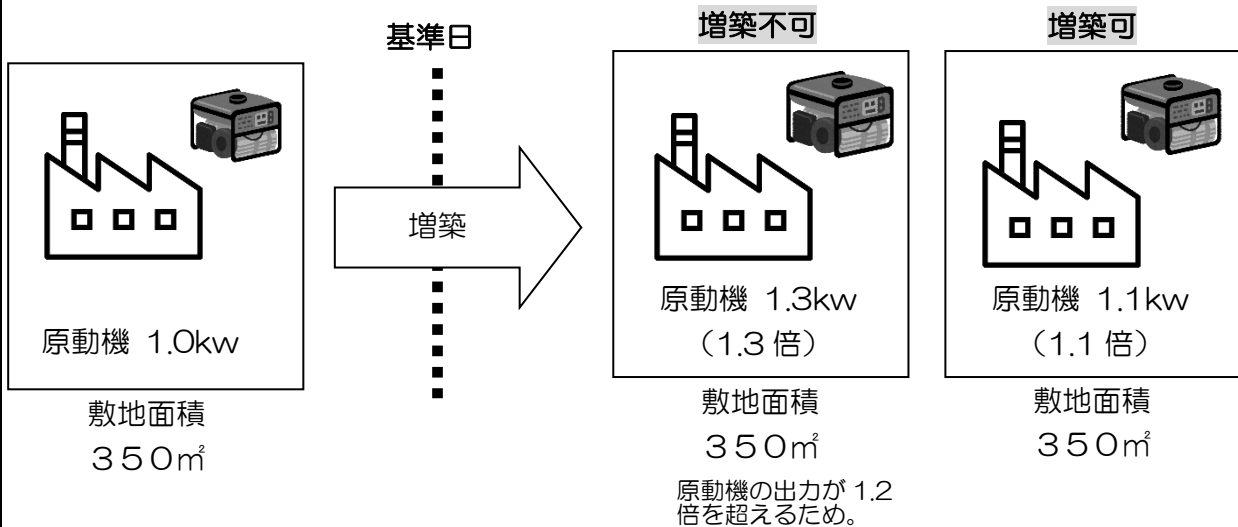 基準日
増築不可
増築可
増築
原動機 1.0kw
敷地面積
350㎡
原動機 1.3kw
（1.3倍）
敷地面積
350㎡
原動機の出力が 1.2
倍を超えるため。
原動機 1.1kw
（1.1倍）
敷地面積
350㎡